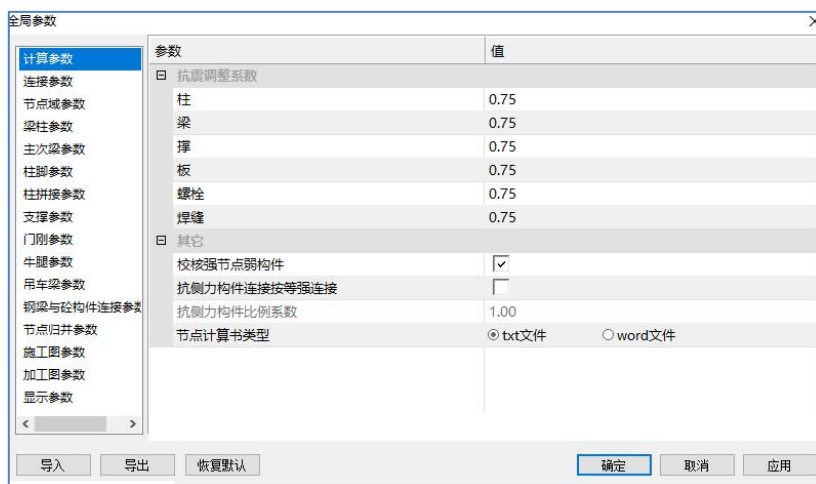 全局参数
计算参数
连接参数
节点域参数
梁柱参数
主次梁参数
柱脚参数
柱拼接参数
支撑参数
门刚参数
牛腿参数
吊车梁参数
钢梁与砼构件连接参数
节点归并参数
施工图参数
加工图参数
显示参数
参数 值
抗震调整系数
柱 0.75
梁 0.75
撑 0.75
板 0.75
螺栓 0.75
焊缝 0.75
其它
校核强节点弱构件
抗侧力构件连接按等强连接
抗侧力构件比例系数 1.00
节点计算书类型 txt文件 word文件
导入 导出 恢复默认 确定 取消 应用